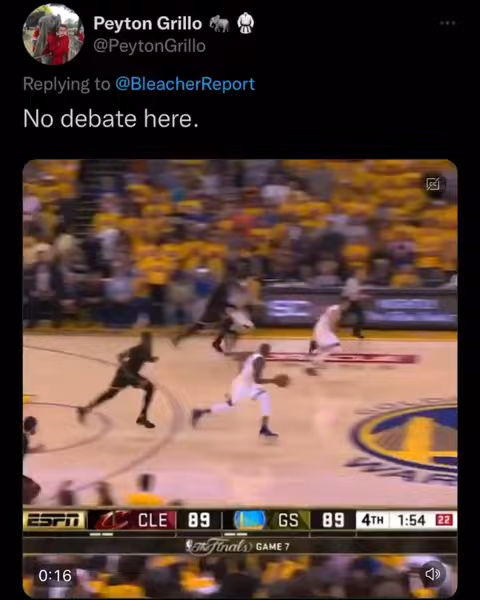 Peyton Grillo
@PeytonGrillo
Replying to @BleacherReport
No debate here.
ESPN CLE 89 GS 89 4TH 1:54 22
The Finals GAME 7
0:16